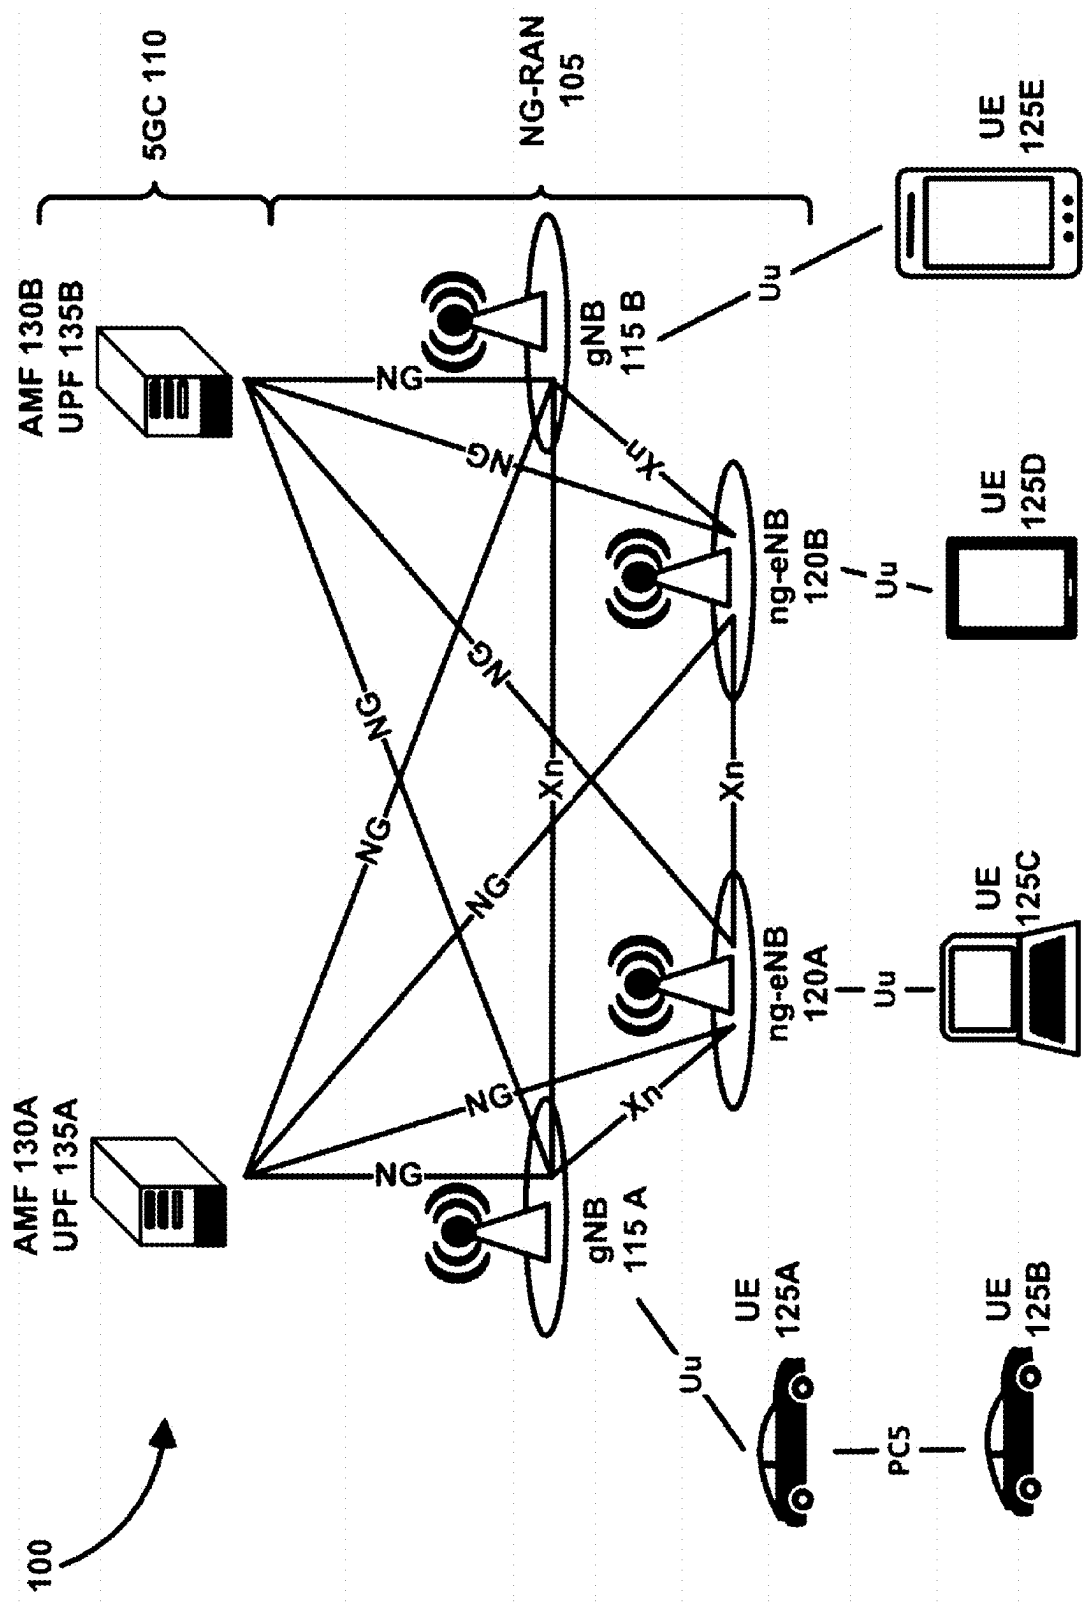 100
AMF 130A
UPF 135A
AMF 130B
UPF 135B
5GC 110
NG
NG
NG
NG
NG
NG
NG
NG
NG-RAN
105
gNB
115 A
Xn
gNB
115 B
Xn
Xn
ng-eNB
120A
Xn
ng-eNB
120B
Uu
Uu
Uu
Uu
UE
125A
PC5
UE
125B
UE
125C
UE
125D
UE
125E